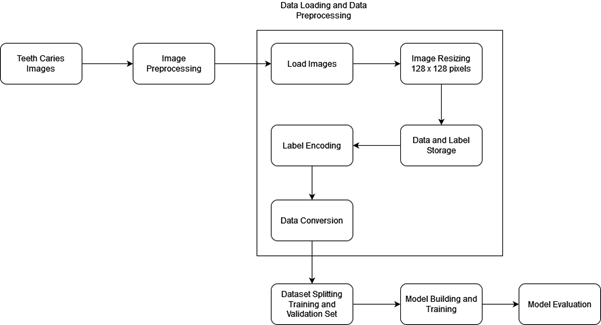 Data Loading and Data
Preprocessing
Teeth Caries
Images
Image
Preprocessing
Load Images
Image Resizing
128 x 128 pixels
Data and Label
Storage
Label Encoding
Data Conversion
Dataset Splitting
Training and
Validation Set
Model Building and
Training
Model Evaluation